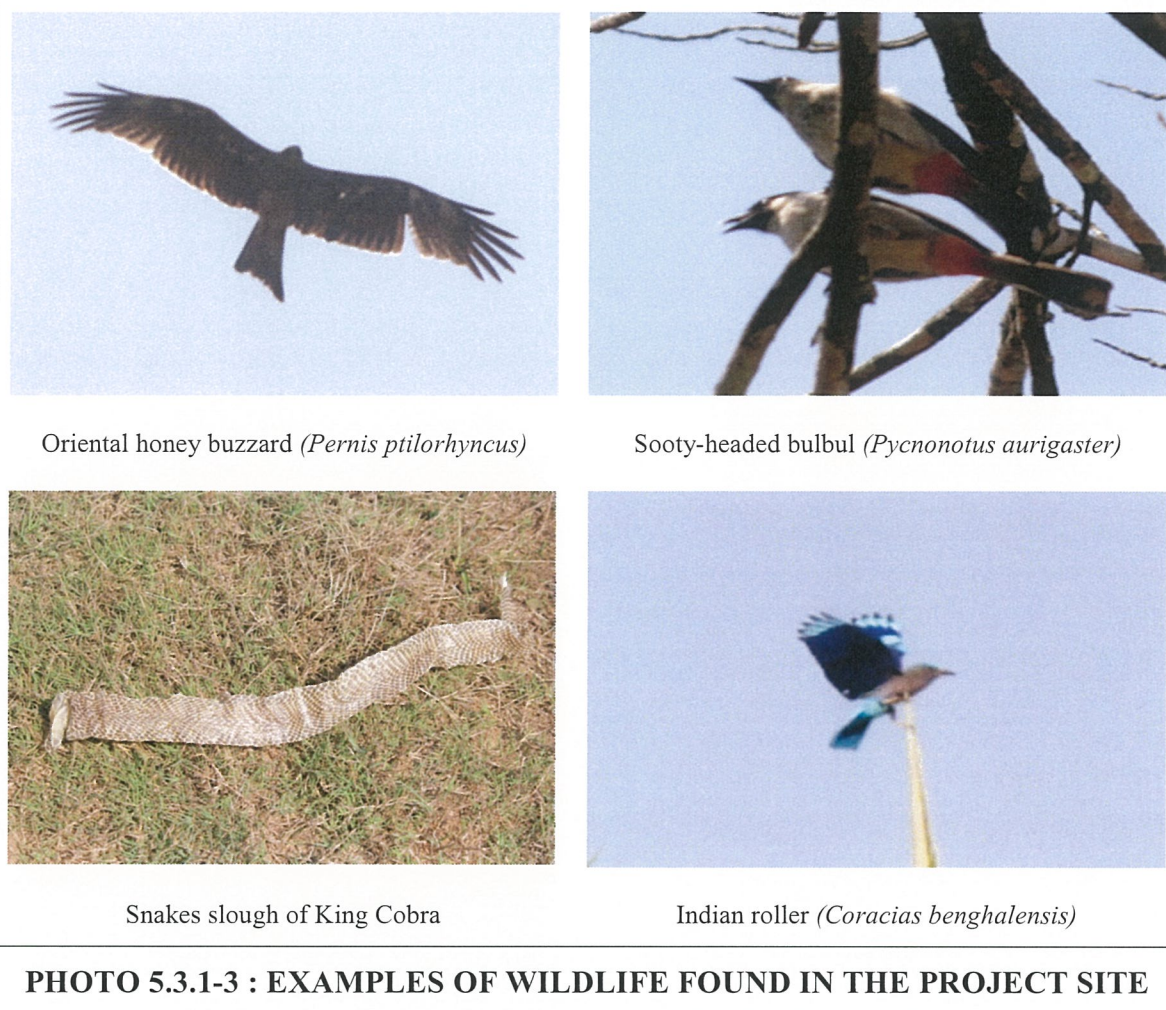 Oriental honey buzzard (Pernis ptilorhyncus)
Sooty-headed bulbul (Pycnonotus aurigaster)
Snakes slough of King Cobra
Indian roller (Coracias benghalensis)
PHOTO 5.3.1-3 : EXAMPLES OF WILDLIFE FOUND IN THE PROJECT SITE